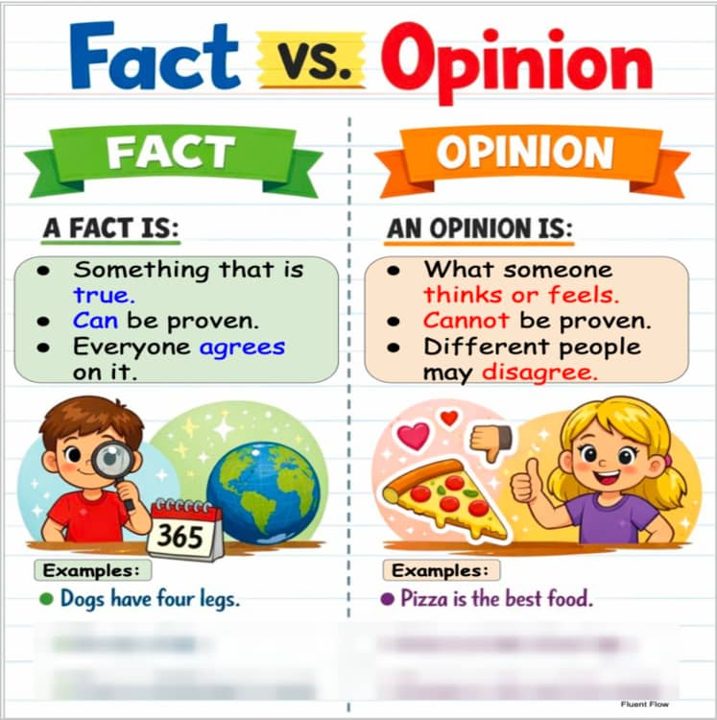 Fact vs. Opinion
FACT
A FACT IS:
• Something that is
true.
• Can be proven.
• Everyone agrees
on it.
365
Examples:
• Dogs have four legs.
OPINION
AN OPINION IS:
• What someone
thinks or feels.
• Cannot be proven.
• Different people
may disagree.
Examples:
• Pizza is the best food.
Fluent Flow